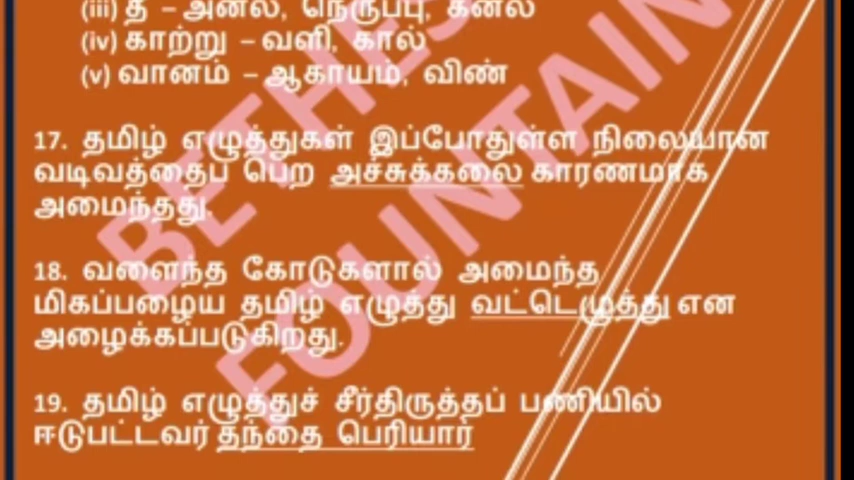 (iii) தீ – அனல், நெருப்பு, கனல்
(iv) காற்று – வளி, கால்
(v) வானம் – ஆகாயம், விண்
17. தமிழ் எழுத்துகள் இப்போதுள்ள நிலையான
வடிவத்தைப் பெற அச்சுக்கலை காரணமாக
அமைந்தது.
18. வளைந்த கோடுகளால் அமைந்த
மிகப்பழைய தமிழ் எழுத்து வட்டெழுத்து என
அழைக்கப்படுகிறது.
19. தமிழ் எழுத்துச் சீர்திருத்தப் பணியில்
ஈடுபட்டவர் தந்தை பெரியார்
BETHES
FOUNTAIN